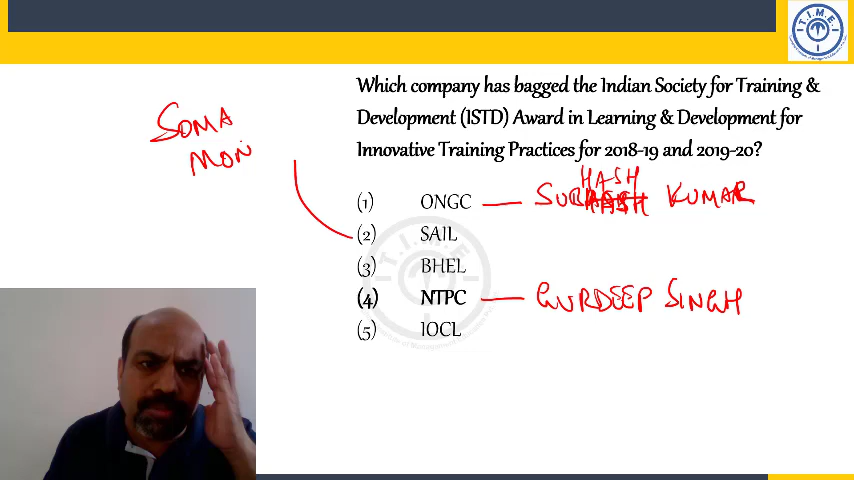 T.I.M.E.
Which company has bagged the Indian Society for Training &
Development (ISTD) Award in Learning & Development for
Innovative Training Practices for 2018-19 and 2019-20?
SOMA
MON
HASH
(1) ONGC — SUB KUMAR
(2) SAIL
(3) BHEL
(4) NTPC — GURDEEP SINGH
(5) IOCL